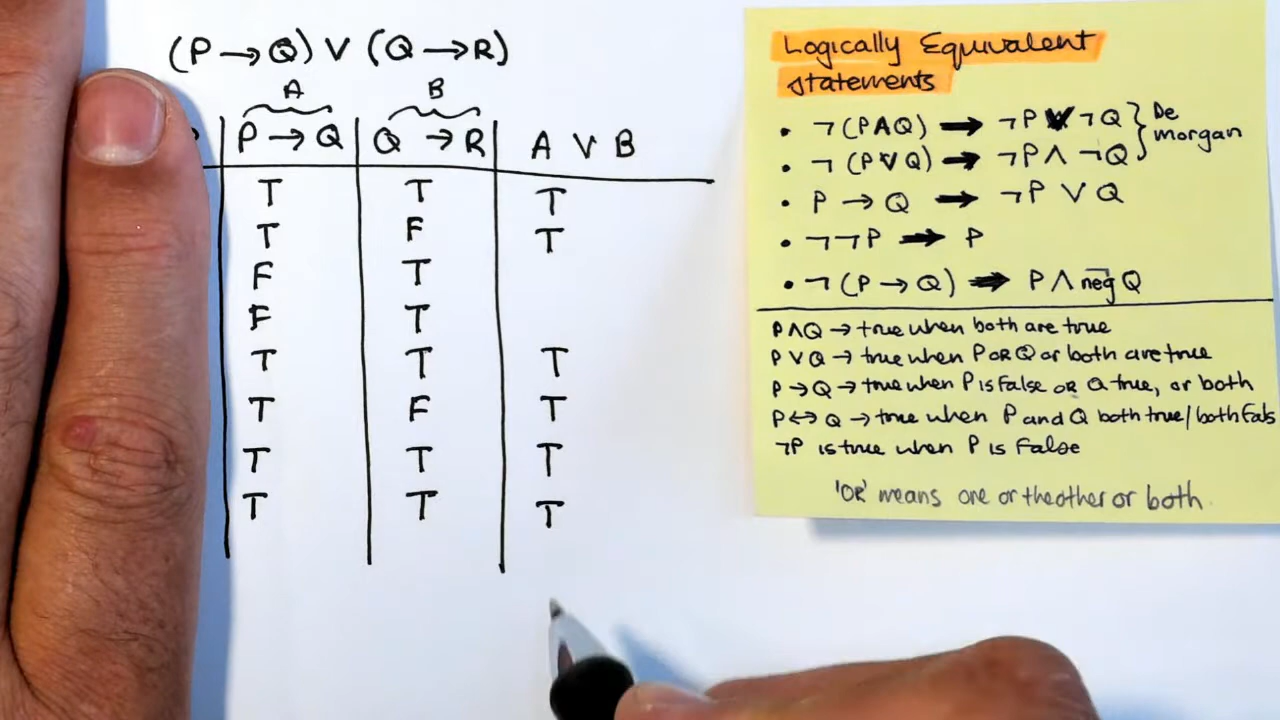 (P → Q) ∨ (Q → R)
A B
P → Q Q → R A ∨ B
T T T
T F T
F T
F T
T T T
T F T
T T T
T T T
Logically Equivalent
statements
• ¬(P∧Q) → ¬P ∨ ¬Q
• ¬(P∨Q) → ¬P ∧ ¬Q
De
morgan
• P → Q → ¬P ∨ Q
• ¬¬P → P
• ¬(P → Q) → P ∧ neg Q
P∧Q → true when both are true
P∨Q → true when P OR Q or both are true
P→Q → true when P is False OR Q true, or both
P↔Q → true when P and Q both true/both Fals
¬P is true when P is False
'OR' means one or the other or both.